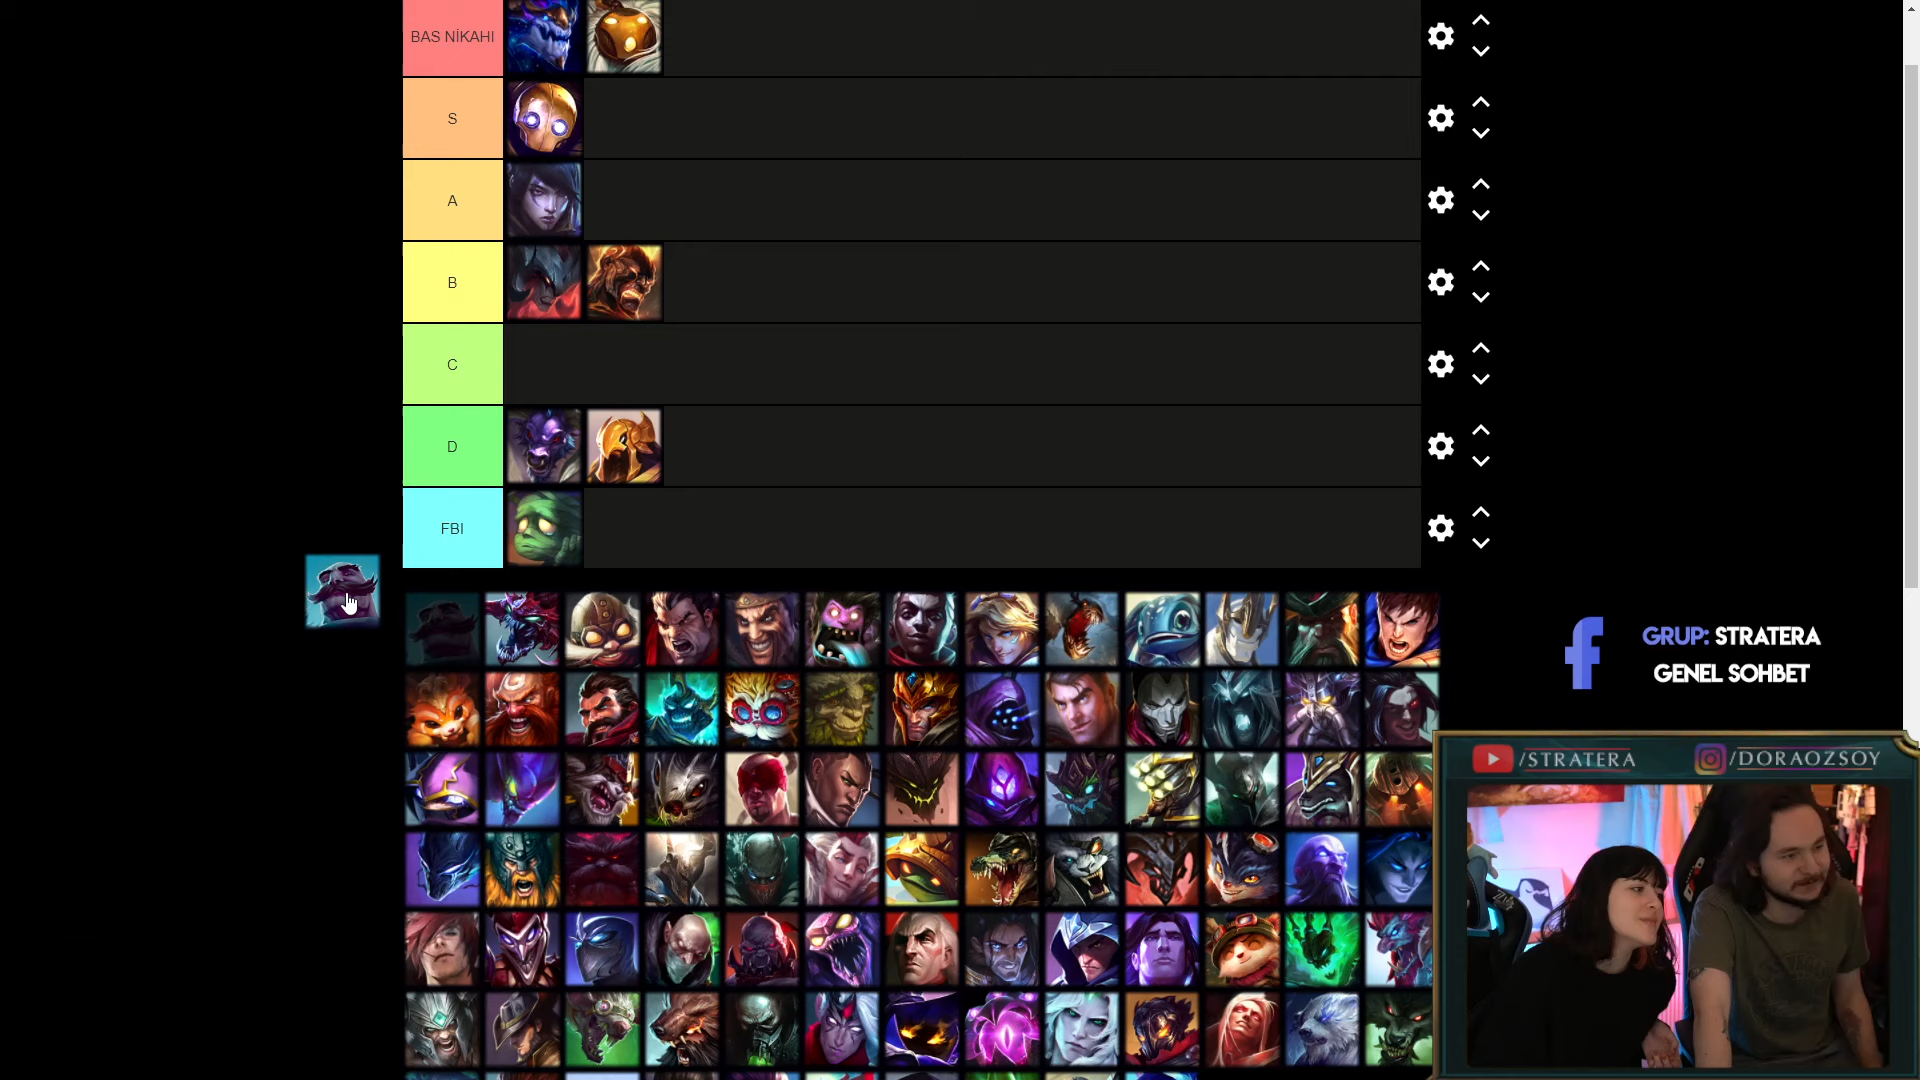 BAS NİKAHI
S
A
B
C
D
FBI
GRUP: STRATERA
GENEL SOHBET
/STRATERA
/DORAOZSOY